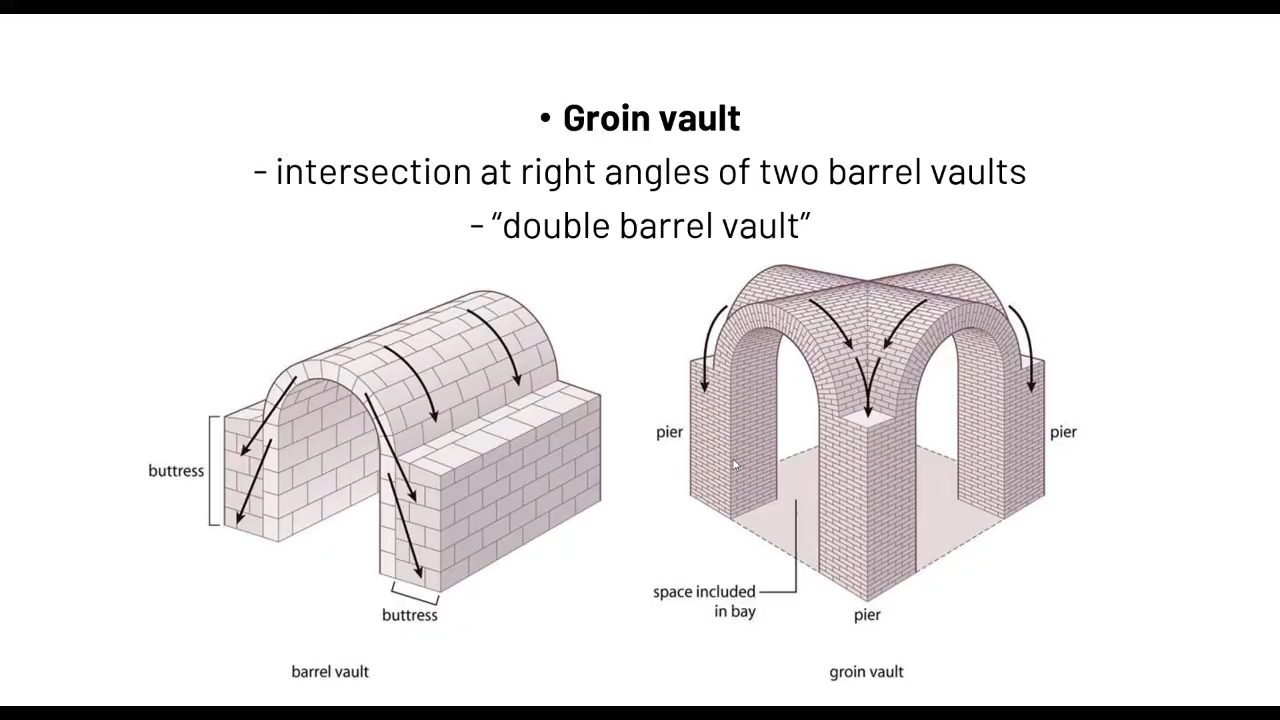 • Groin vault
- intersection at right angles of two barrel vaults
- “double barrel vault”
buttress
buttress
barrel vault
pier
pier
space included
in bay
pier
groin vault